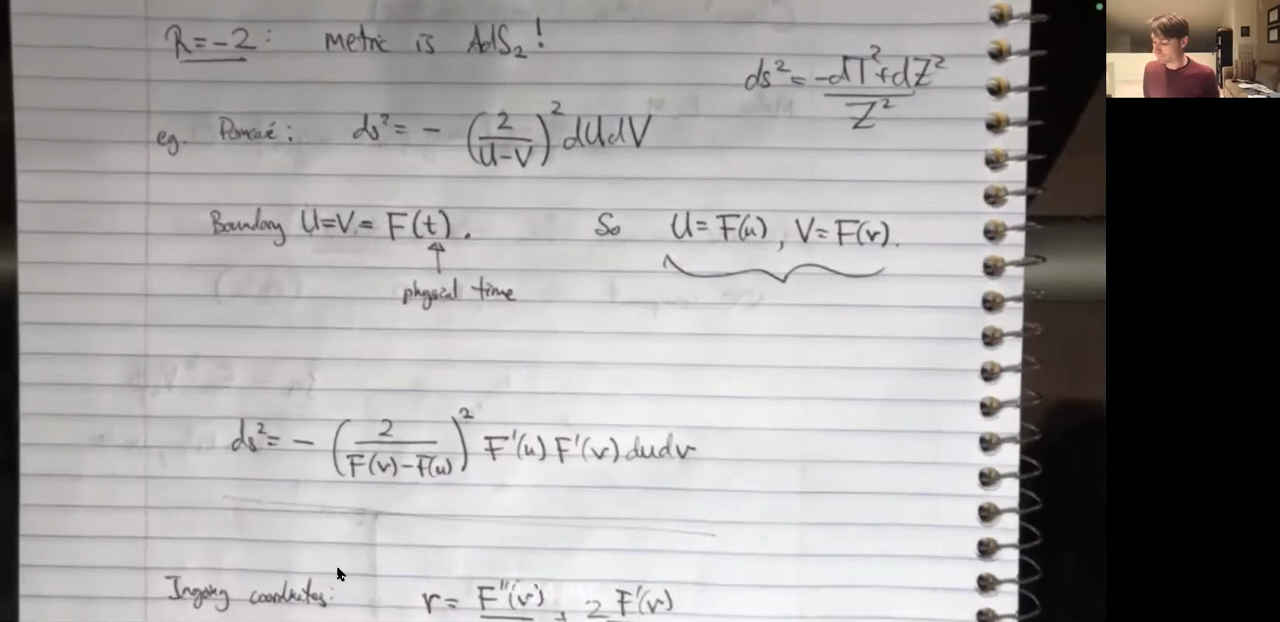 R=-2: metric is AdS₂!
ds² = (-dT²+dZ²)/Z²
eg. Poincaré: ds² = - (2/(U-V))² dUdV
Boundary U=V= F(t). So U=F(u), V=F(v).
physical time
ds² = - (2/(F(v)-F(u)))² F'(u) F'(v) dudv
Ingoing coordinates: r = F''(v) + 2 F'(v)